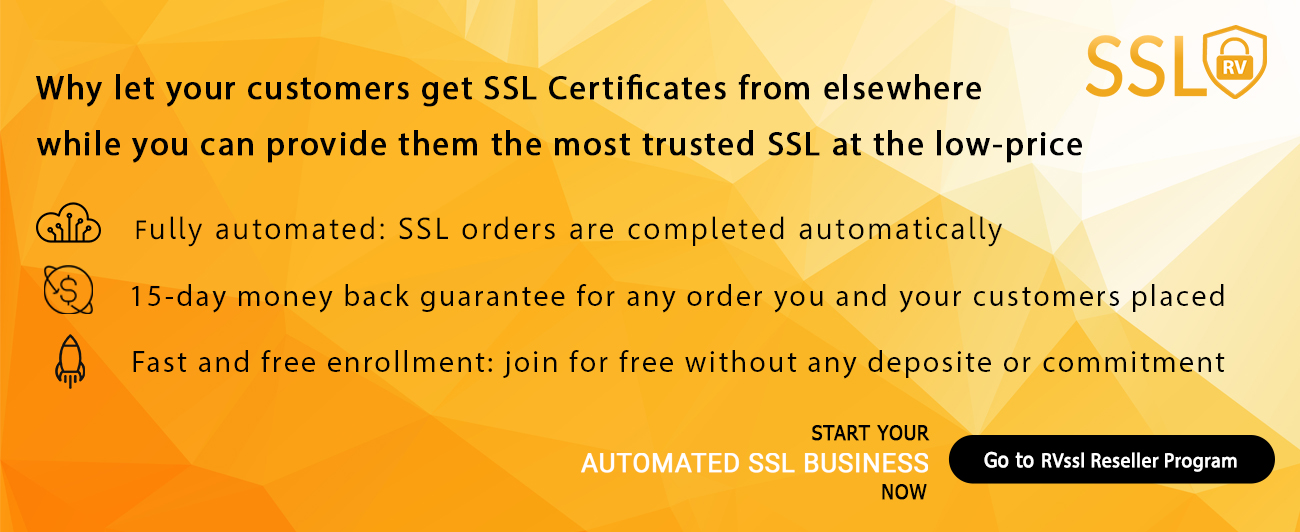 SSL RV
Why let your customers get SSL Certificates from elsewhere
while you can provide them the most trusted SSL at the low-price
Fully automated: SSL orders are completed automatically
$
15-day money back guarantee for any order you and your customers placed
Fast and free enrollment: join for free without any deposite or commitment
START YOUR
AUTOMATED SSL BUSINESS
NOW
Go to RVssl Reseller Program